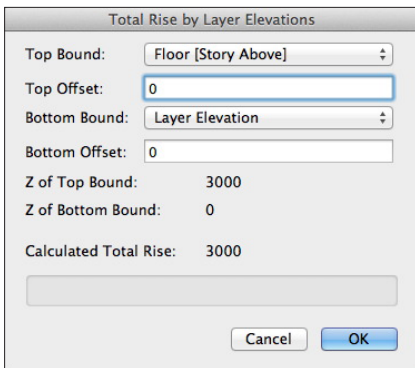 Total Rise by Layer Elevations
Top Bound: Floor [Story Above]
Top Offset: 0
Bottom Bound: Layer Elevation
Bottom Offset: 0
Z of Top Bound: 3000
Z of Bottom Bound: 0
Calculated Total Rise: 3000
Cancel OK